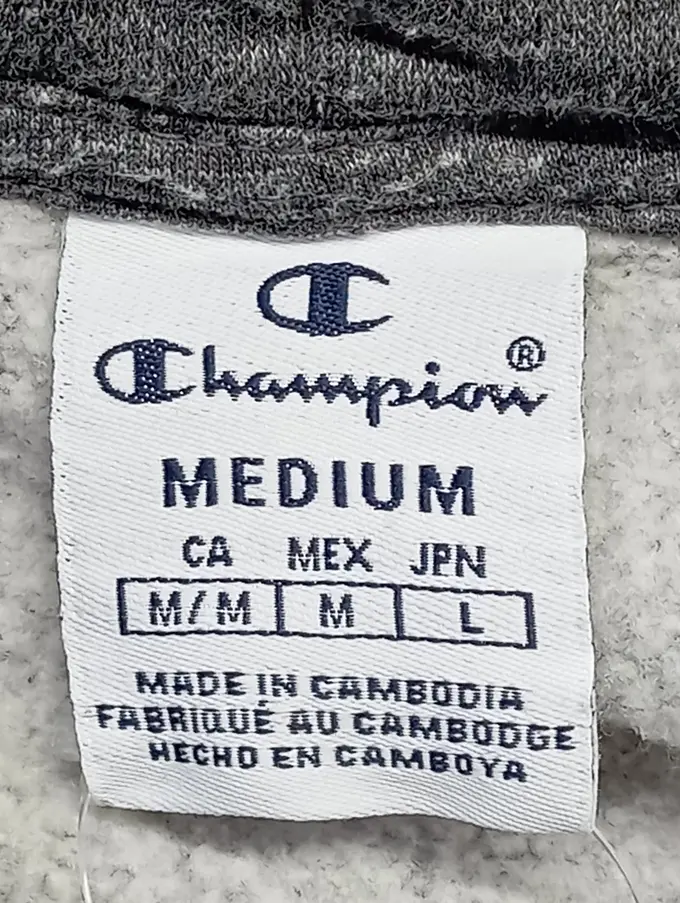 C
Champion®
MEDIUM
CA MEX JPN
M/M M L
MADE IN CAMBODIA
FABRIQUÉ AU CAMBODGE
HECHO EN CAMBOYA